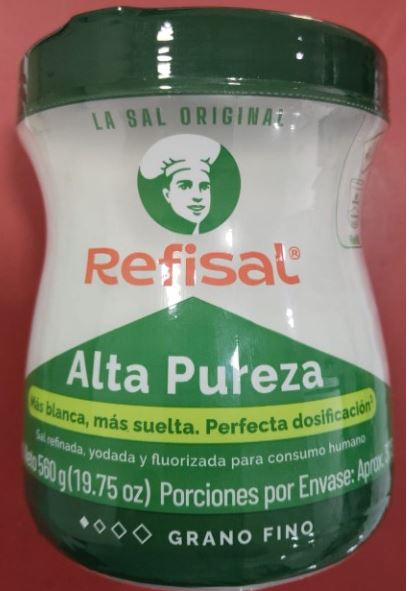 LA SAL ORIGINAL
Refisal®
Alta Pureza
Más blanca, más suelta. Perfecta dosificación
Sal refinada, yodada y fluorizada para consumo humano
560 g (19.75 oz) Porciones por Envase: Aprox.
GRANO FINO